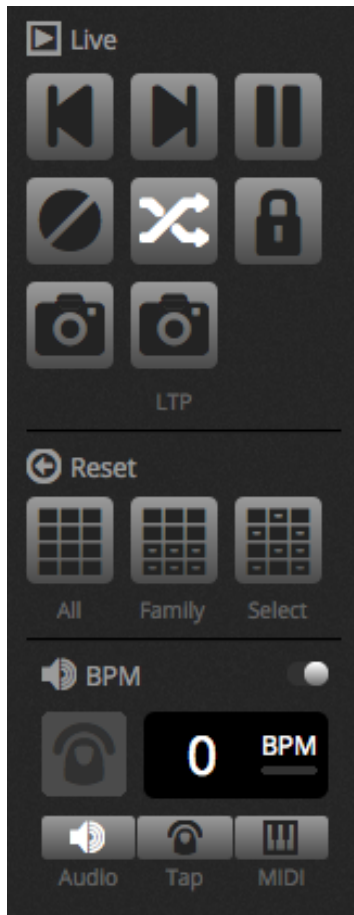 Live
LTP
Reset
All Family Select
BPM
0 BPM
Audio Tap MIDI